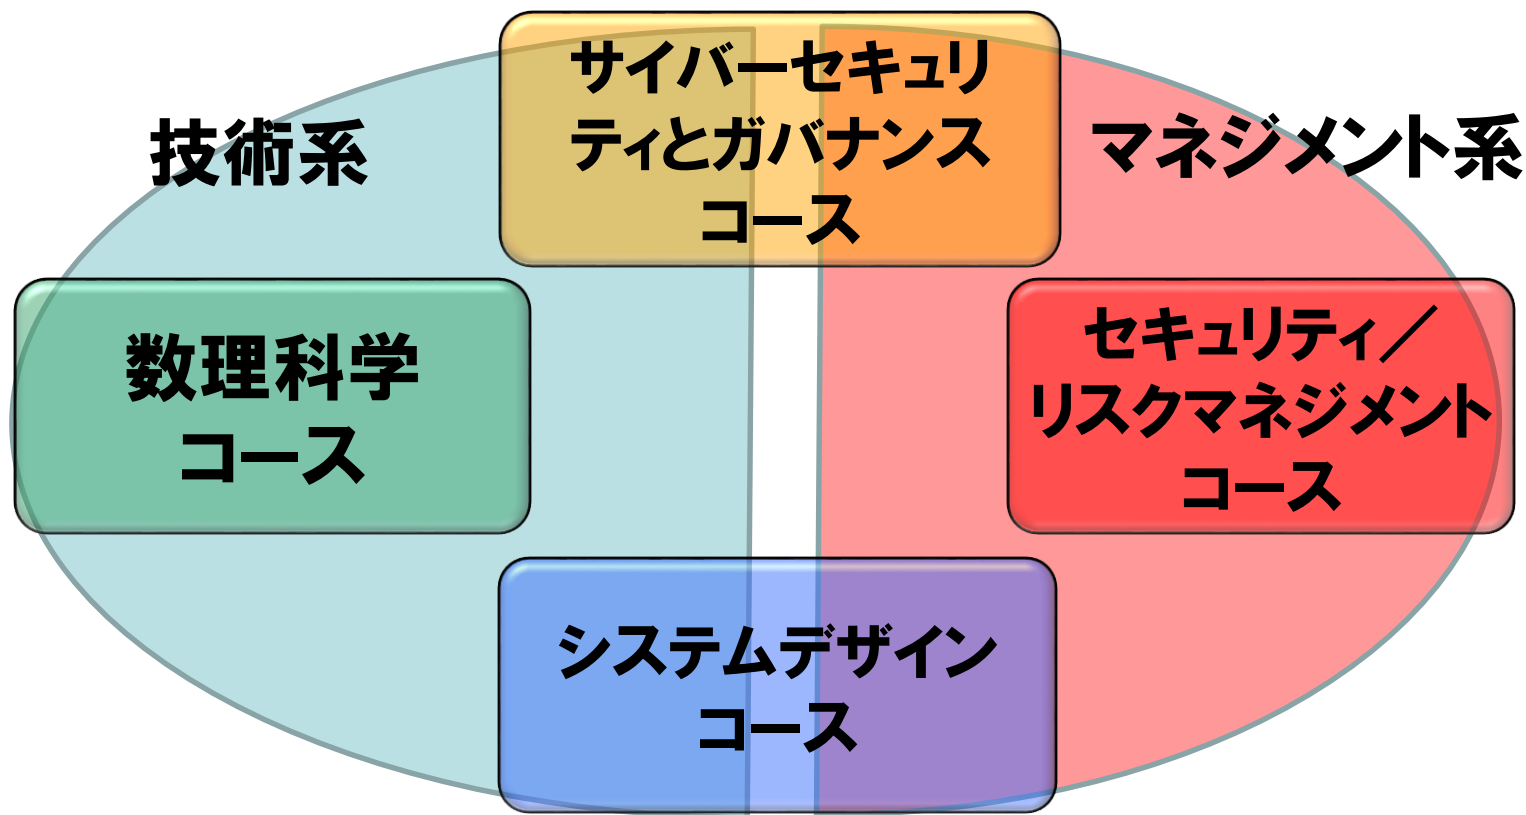 サイバーセキュリ
ティとガバナンス
コース
技術系
マネジメント系
数理科学
コース
セキュリティ／
リスクマネジメント
コース
システムデザイン
コース